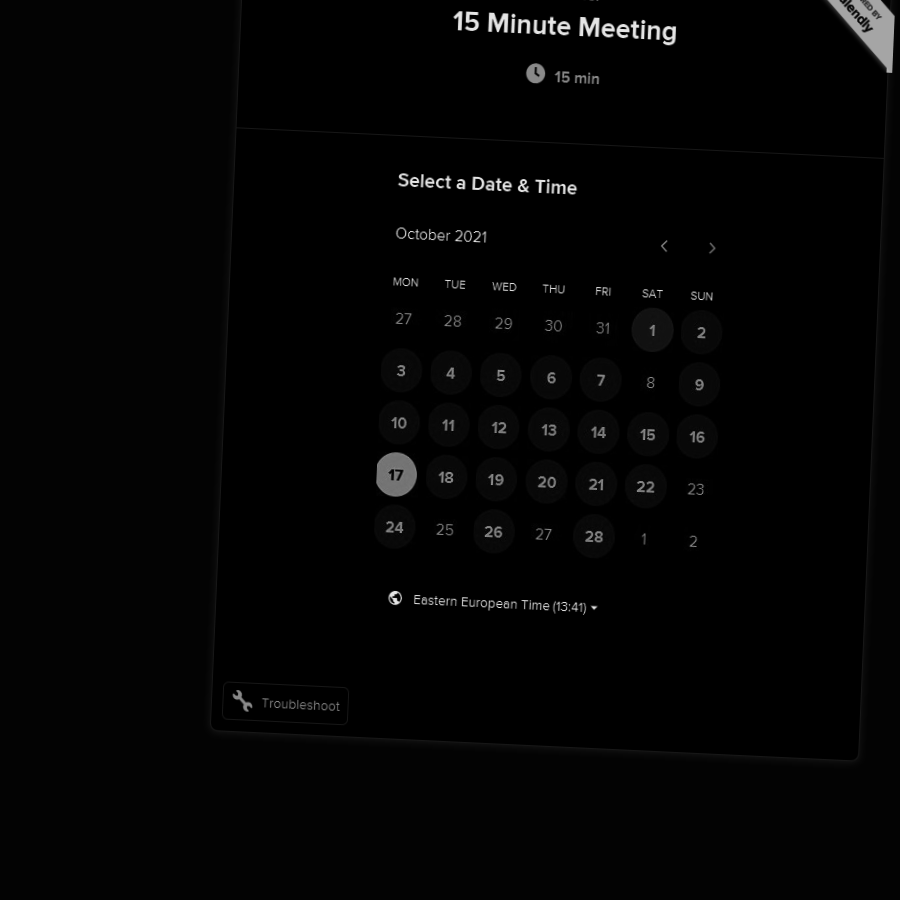 15 Minute Meeting
15 min
Select a Date & Time
October 2021
MON TUE WED THU FRI SAT SUN
27 28 29 30 31 1 2
3 4 5 6 7 8 9
10 11 12 13 14 15 16
17 18 19 20 21 22 23
24 25 26 27 28 1 2
Eastern European Time (13:41)
Troubleshoot